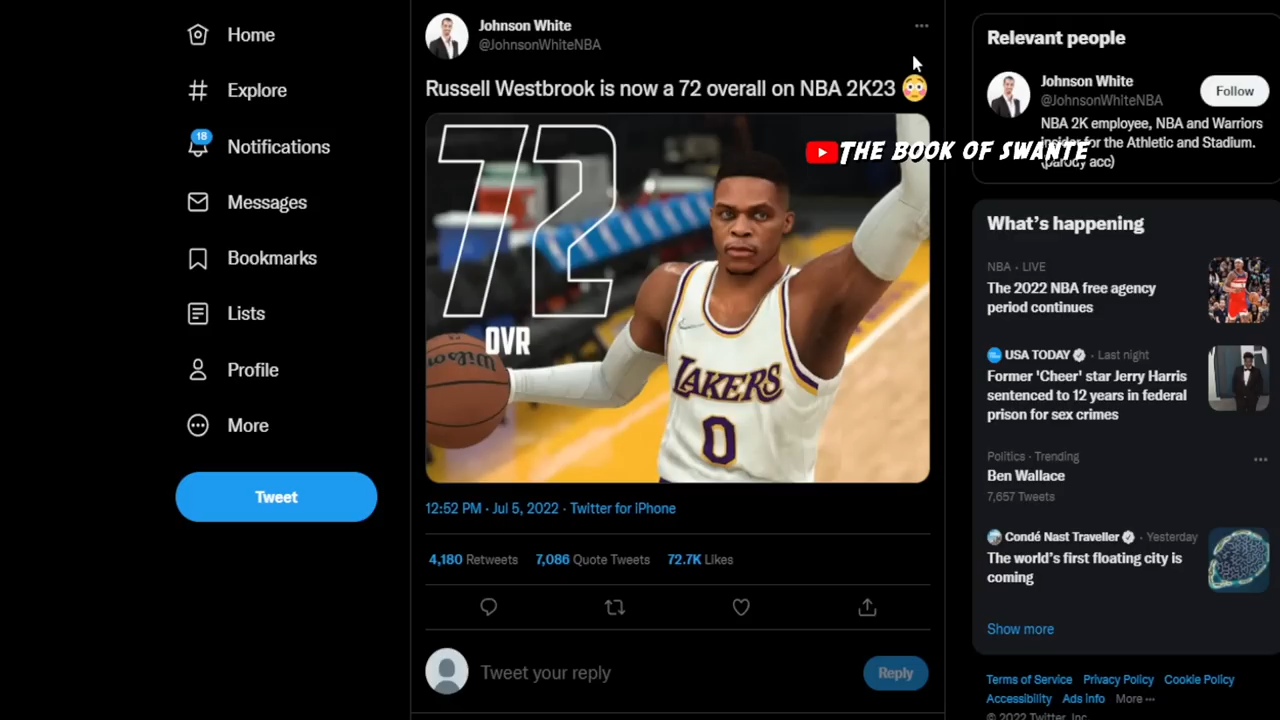 Home
Explore
18
Notifications
Messages
Bookmarks
Lists
Profile
More
Tweet
Johnson White
@JohnsonWhiteNBA
Russell Westbrook is now a 72 overall on NBA 2K23 😳
72
OVR
Wilson
LAKERS
0
THE BOOK OF SWANTE
12:52 PM · Jul 5, 2022 · Twitter for iPhone
4,180 Retweets 7,086 Quote Tweets 72.7K Likes
Tweet your reply
Reply
Relevant people
Johnson White
@JohnsonWhiteNBA
Follow
NBA 2K employee, NBA and Warriors
insider for the Athletic and Stadium.
(parody acc)
What's happening
NBA · LIVE
The 2022 NBA free agency
period continues
USA TODAY · Last night
Former 'Cheer' star Jerry Harris
sentenced to 12 years in federal
prison for sex crimes
Politics · Trending
Ben Wallace
7,657 Tweets
Condé Nast Traveller · Yesterday
The world's first floating city is
coming
Show more
Terms of Service Privacy Policy Cookie Policy
Accessibility Ads info More ···
© 2022 Twitter, Inc.